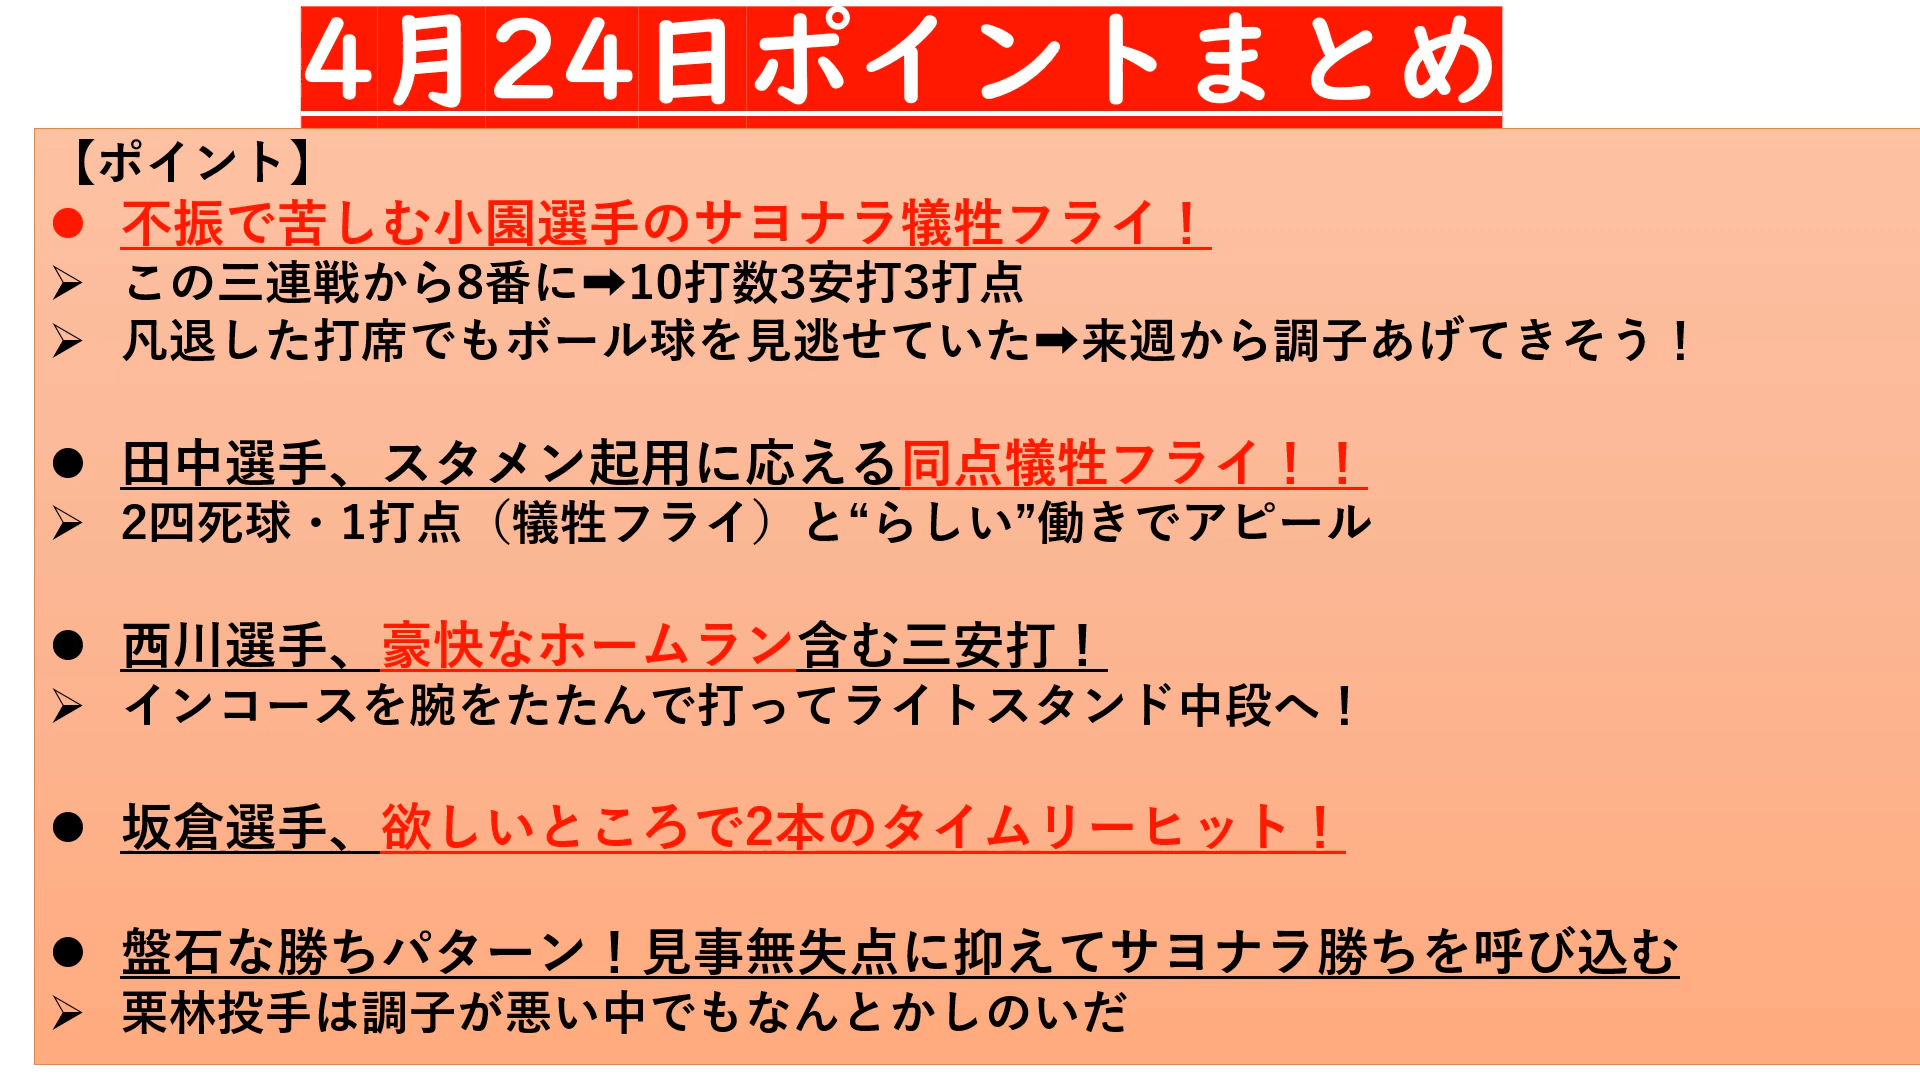 4月24日ポイントまとめ
【ポイント】
● 不振で苦しむ小園選手のサヨナラ犠牲フライ！
➢ この三連戦から8番に➡10打数3安打3打点
➢ 凡退した打席でもボール球を見逃せていた➡来週から調子あげてきそう！
● 田中選手、スタメン起用に応える同点犠牲フライ！！
➢ 2四死球・1打点（犠牲フライ）と“らしい”働きでアピール
● 西川選手、豪快なホームラン含む三安打！
➢ インコースを腕をたたんで打ってライトスタンド中段へ！
● 坂倉選手、欲しいところで2本のタイムリーヒット！
● 盤石な勝ちパターン！見事無失点に抑えてサヨナラ勝ちを呼び込む
➢ 栗林投手は調子が悪い中でもなんとかしのいだ